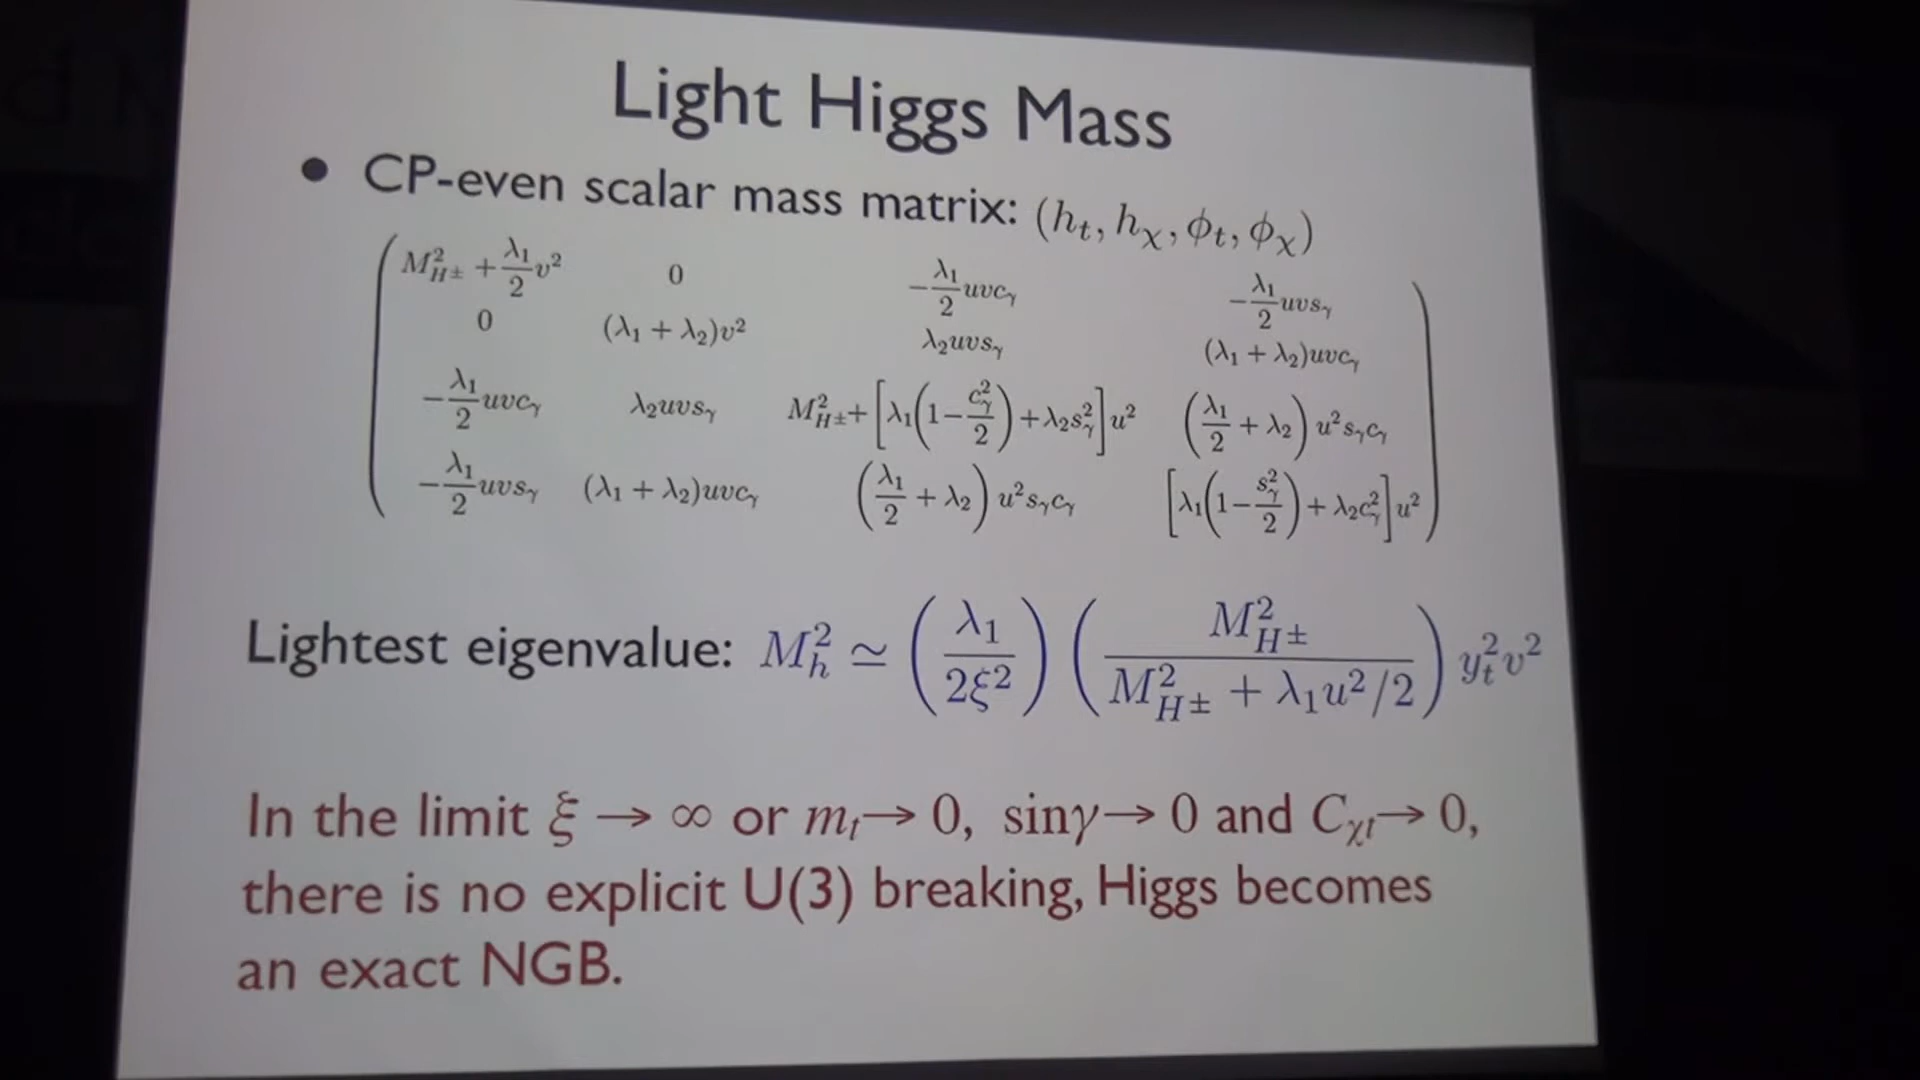 Light Higgs Mass
• CP-even scalar mass matrix: (h_t, h_χ, ϕ_t, ϕ_χ)
M²_{H±} + λ₁/2 v²   0   −λ₁/2 uvc_γ   −λ₁/2 uvs_γ
0   (λ₁ + λ₂)v²   λ₂uvs_γ   (λ₁ + λ₂)uvc_γ
−λ₁/2 uvc_γ   λ₂uvs_γ   M²_{H±} + [λ₁(1 − c²_γ/2) + λ₂s²_γ]u²   (λ₁/2 + λ₂) u²s_γc_γ
−λ₁/2 uvs_γ   (λ₁ + λ₂)uvc_γ   (λ₁/2 + λ₂) u²s_γc_γ   [λ₁(1 − s²_γ/2) + λ₂c²_γ]u²
Lightest eigenvalue: M²_h ≃ (λ₁/2ξ²) (M²_{H±}/(M²_{H±} + λ₁u²/2)) y²_t v²
In the limit ξ → ∞ or m_t → 0, sinγ → 0 and C_χt → 0,
there is no explicit U(3) breaking, Higgs becomes
an exact NGB.